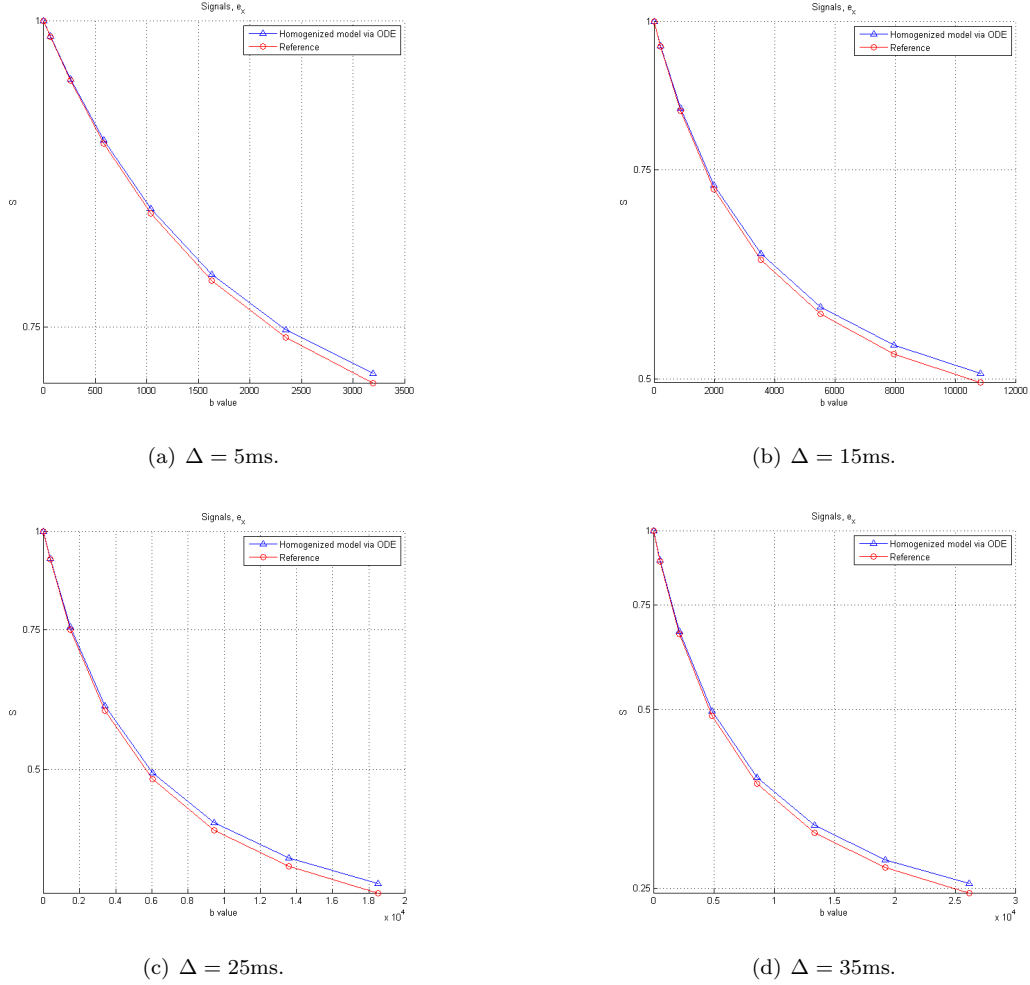 Signals, e_x
1
0.75
S
Homogenized model via ODE
Reference
0 500 1000 1500 2000 2500 3000 3500
b value
(a) Δ = 5ms.
Signals, e_x
1
0.75
0.5
S
Homogenized model via ODE
Reference
0 2000 4000 6000 8000 10000 12000
b value
(b) Δ = 15ms.
Signals, e_x
1
0.75
0.5
S
Homogenized model via ODE
Reference
0 0.2 0.4 0.6 0.8 1 1.2 1.4 1.6 1.8 2
b value
x 10^4
(c) Δ = 25ms.
Signals, e_x
1
0.75
0.5
0.25
S
Homogenized model via ODE
Reference
0 0.5 1 1.5 2 2.5 3
b value
x 10^4
(d) Δ = 35ms.